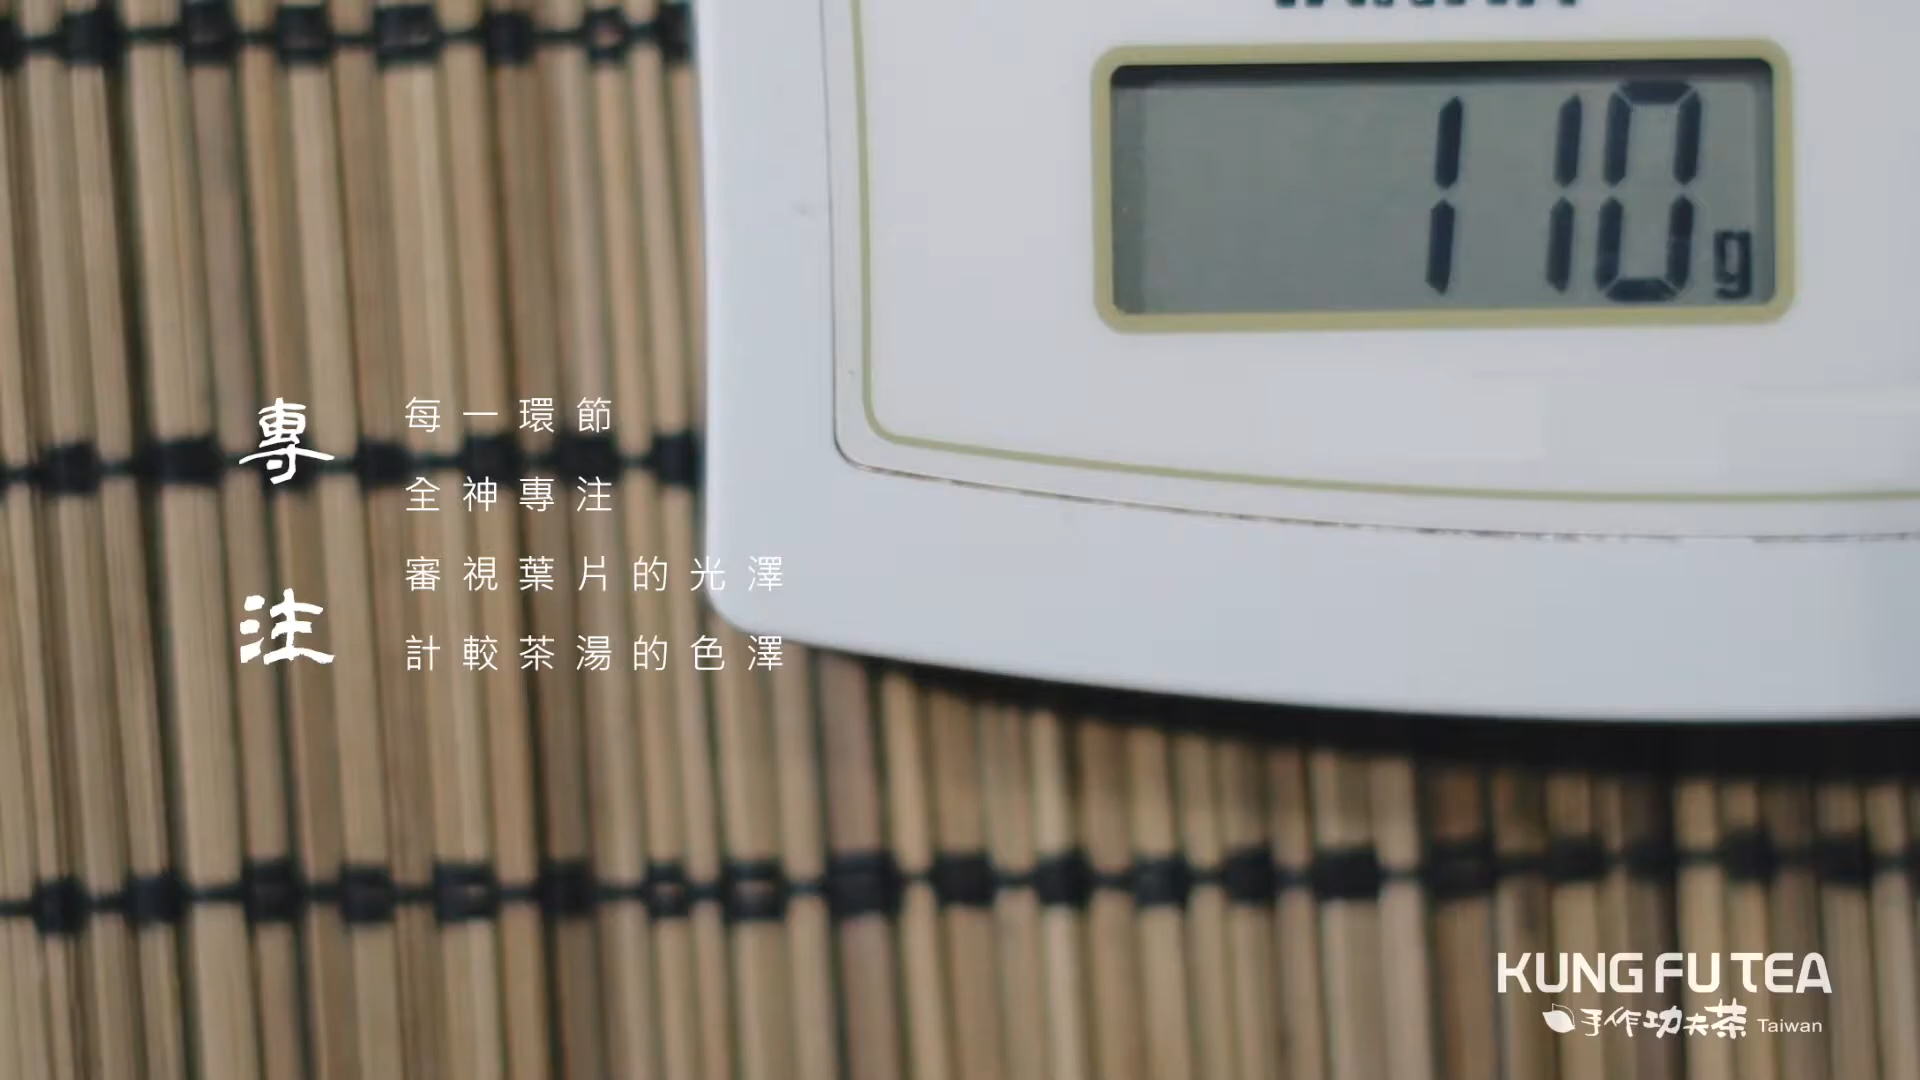 110g
專注
每一環節
全神專注
審視葉片的光澤
計較茶湯的色澤
KUNG FU TEA
手作功夫茶 Taiwan